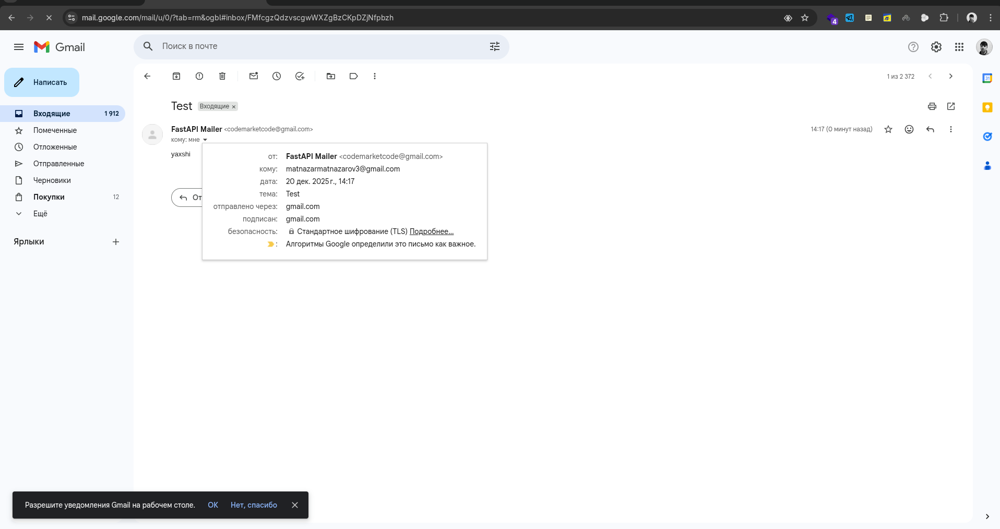 mail.google.com/mail/u/0/?tab=rm&ogbl#inbox/FMfcgzQdzvscgwWXZgBzCKpDZjNfpbzh
4
Gmail
Поиск в почте
Написать
1 из 2 372
31
Входящие 1 912
Помеченные
Отложенные
Отправленные
Черновики
Покупки 12
Ещё
Ярлыки
Test Входящие ×
FastAPI Mailer <codemarketcode@gmail.com>
14:17 (0 минут назад)
кому: мне
yaxshi
От
от: FastAPI Mailer <codemarketcode@gmail.com>
кому: matnazarmatnazarov3@gmail.com
дата: 20 дек. 2025 г., 14:17
тема: Test
отправлено через: gmail.com
подписан: gmail.com
безопасность: Стандартное шифрование (TLS) Подробнее...
: Алгоритмы Google определили это письмо как важное.
Разрешите уведомления Gmail на рабочем столе. ОК Нет, спасибо